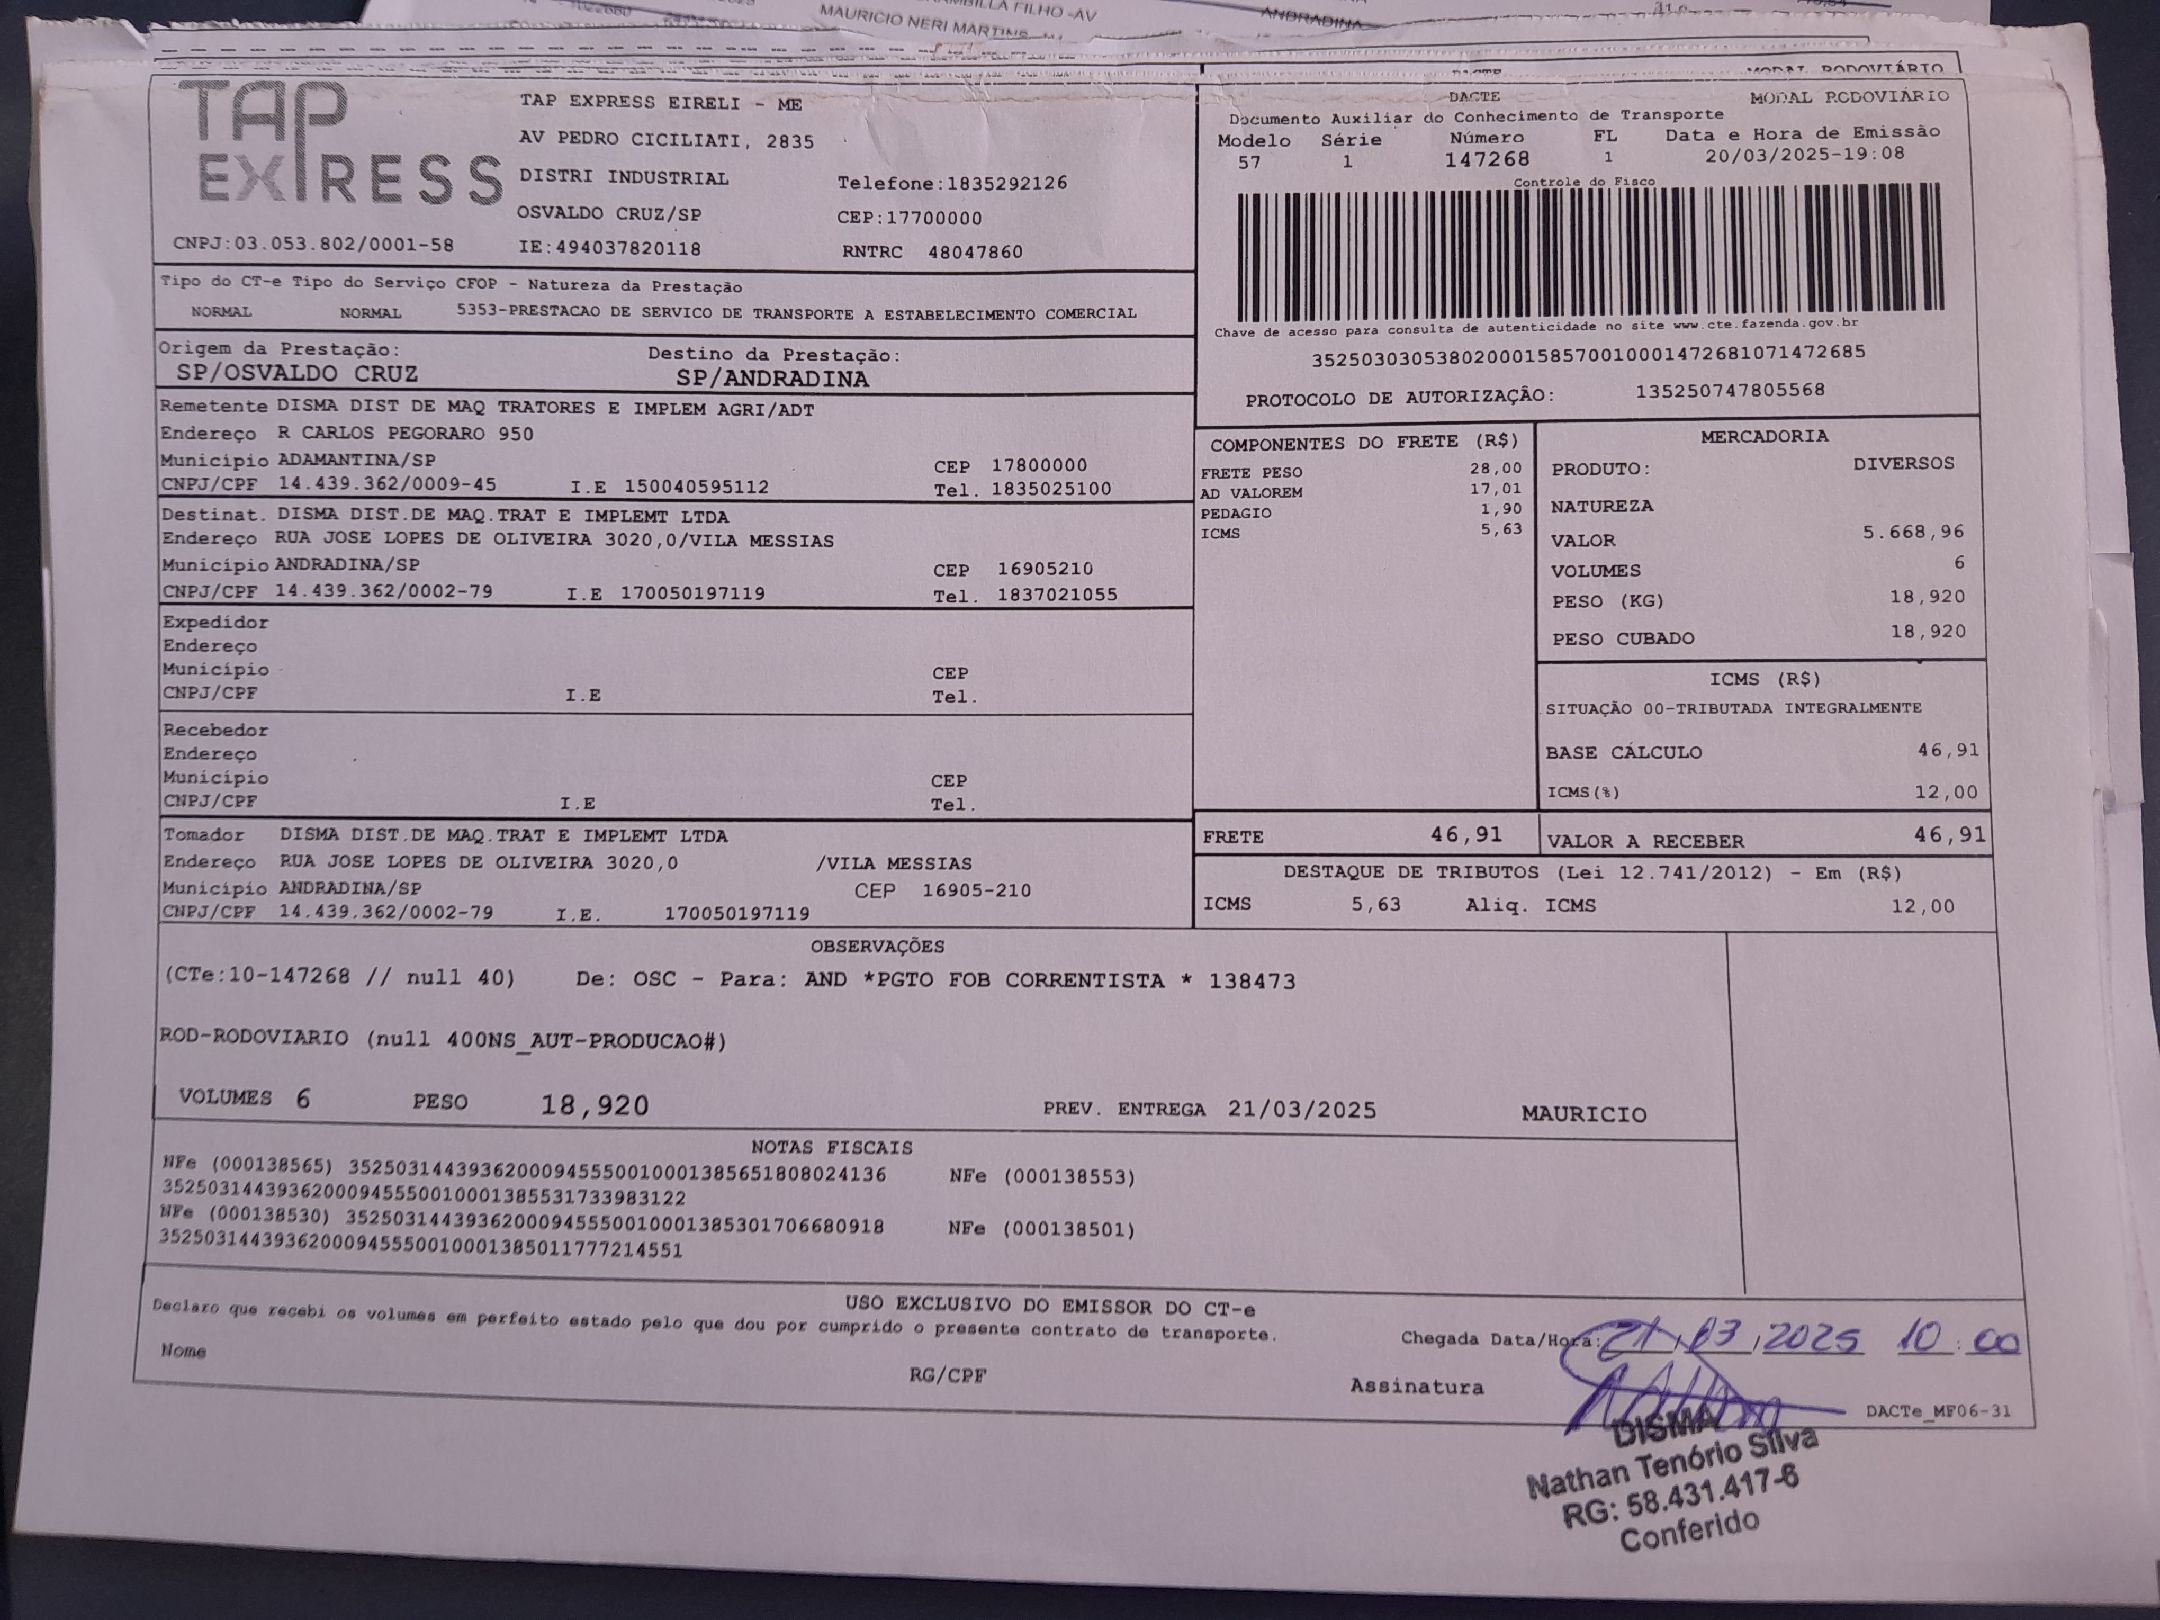 MAURICIO NERI MARTINS
ANDRADINA
MODAL RODOVIÁRIO
TAP EXPRESS
TAP EXPRESS EIRELI - ME
AV PEDRO CICILIATI, 2835
DISTRI INDUSTRIAL Telefone:1835292126
OSVALDO CRUZ/SP CEP:17700000
CNPJ:03.053.802/0001-58 IE:494037820118 RNTRC 48047860
DACTE MODAL RODOVIÁRIO
Documento Auxiliar do Conhecimento de Transporte
Modelo Série Número FL Data e Hora de Emissão
57 1 147268 1 20/03/2025-19:08
Controle do Fisco
Chave de acesso para consulta de autenticidade no site www.cte.fazenda.gov.br
35250303053802000158570010001472681071472685
PROTOCOLO DE AUTORIZAÇÃO: 135250747805568
Tipo do CT-e Tipo do Serviço CFOP - Natureza da Prestação
NORMAL NORMAL 5353-PRESTACAO DE SERVICO DE TRANSPORTE A ESTABELECIMENTO COMERCIAL
Origem da Prestação: Destino da Prestação:
SP/OSVALDO CRUZ SP/ANDRADINA
Remetente DISMA DIST DE MAQ TRATORES E IMPLEM AGRI/ADT
Endereço R CARLOS PEGORARO 950
Município ADAMANTINA/SP CEP 17800000
CNPJ/CPF 14.439.362/0009-45 I.E 150040595112 Tel. 1835025100
Destinat. DISMA DIST.DE MAQ.TRAT E IMPLEMT LTDA
Endereço RUA JOSE LOPES DE OLIVEIRA 3020,0/VILA MESSIAS
Município ANDRADINA/SP CEP 16905210
CNPJ/CPF 14.439.362/0002-79 I.E 170050197119 Tel. 1837021055
Expedidor
Endereço
Município CEP
CNPJ/CPF I.E Tel.
Recebedor
Endereço
Município CEP
CNPJ/CPF I.E Tel.
Tomador DISMA DIST.DE MAQ.TRAT E IMPLEMT LTDA
Endereço RUA JOSE LOPES DE OLIVEIRA 3020,0 /VILA MESSIAS
Município ANDRADINA/SP CEP 16905-210
CNPJ/CPF 14.439.362/0002-79 I.E. 170050197119
COMPONENTES DO FRETE (R$)
FRETE PESO 28,00
AD VALOREM 17,01
PEDAGIO 1,90
ICMS 5,63
MERCADORIA
PRODUTO: DIVERSOS
NATUREZA
VALOR 5.668,96
VOLUMES 6
PESO (KG) 18,920
PESO CUBADO 18,920
ICMS (R$)
SITUAÇÃO 00-TRIBUTADA INTEGRALMENTE
BASE CÁLCULO 46,91
ICMS(%) 12,00
FRETE 46,91 VALOR A RECEBER 46,91
DESTAQUE DE TRIBUTOS (Lei 12.741/2012) - Em (R$)
ICMS 5,63 Aliq. ICMS 12,00
OBSERVAÇÕES
(CTe:10-147268 // null 40) De: OSC - Para: AND *PGTO FOB CORRENTISTA * 138473
ROD-RODOVIARIO (null 400NS_AUT-PRODUCAO#)
VOLUMES 6 PESO 18,920 PREV. ENTREGA 21/03/2025 MAURICIO
NOTAS FISCAIS
NFe (000138565) 35250314439362000945550010001385651808024136 NFe (000138553)
35250314439362000945550010001385531733983122
NFe (000138530) 35250314439362000945550010001385301706680918 NFe (000138501)
35250314439362000945550010001385011777214551
USO EXCLUSIVO DO EMISSOR DO CT-e
Declaro que recebi os volumes em perfeito estado pelo que dou por cumprido o presente contrato de transporte.
Chegada Data/Hora: 21/03/2025 10:00
Nome RG/CPF Assinatura
DACTe_MF06-31
DISMA
Nathan Tenório Silva
RG: 58.431.417-6
Conferido